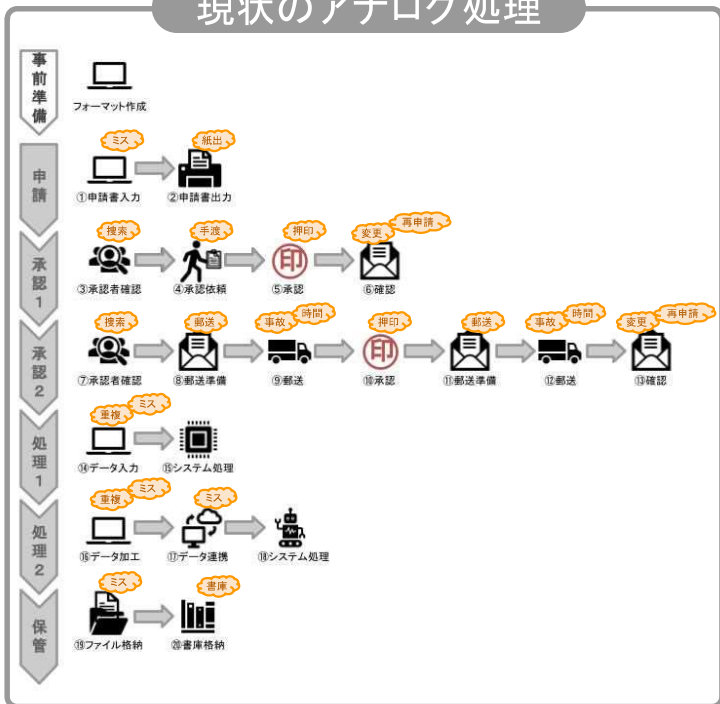 現状のアナログ処理
事前準備
フォーマット作成
申請
ミス
紙出
①申請書入力
②申請書出力
承認1
捜索
手渡
押印
変更
再申請
③承認者確認
④承認依頼
⑤承認
印
⑥確認
承認2
捜索
郵送
事故
時間
押印
郵送
事故
時間
変更
再申請
⑦承認者確認
⑧郵送準備
⑨郵送
印
⑩承認
⑪郵送準備
⑫郵送
⑬確認
処理1
重複
ミス
⑭データ入力
⑮システム処理
処理2
重複
ミス
ミス
⑯データ加工
⑰データ連携
⑱システム処理
保管
ミス
書庫
⑲ファイル格納
⑳書庫格納